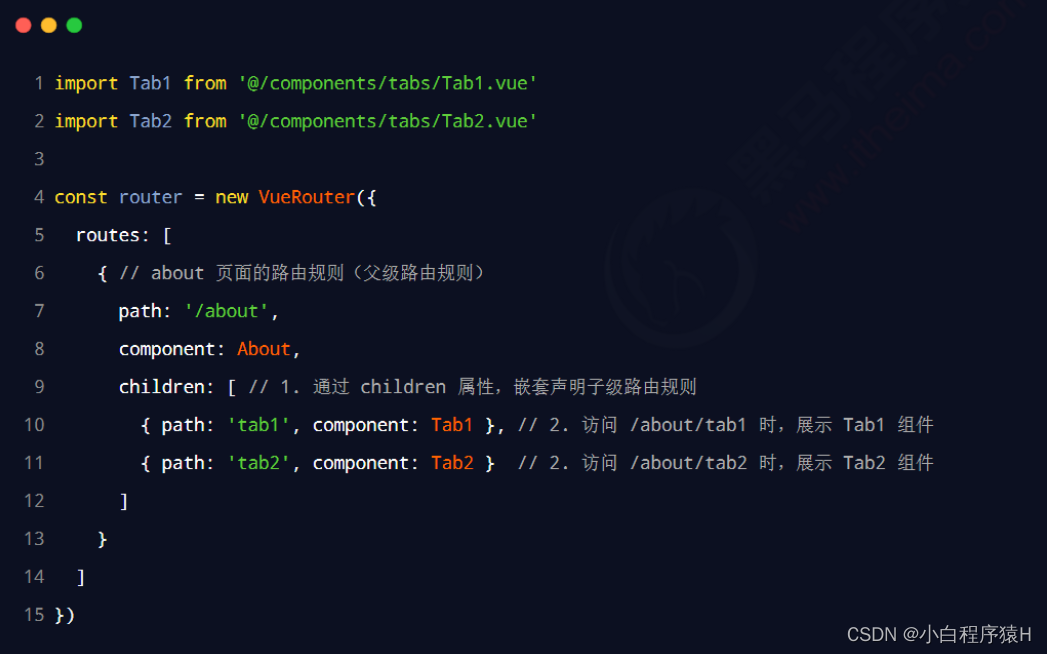 1 import Tab1 from '@/components/tabs/Tab1.vue'
2 import Tab2 from '@/components/tabs/Tab2.vue'
3
4 const router = new VueRouter({
5   routes: [
6     { // about 页面的路由规则（父级路由规则）
7       path: '/about',
8       component: About,
9       children: [ // 1. 通过 children 属性，嵌套声明子级路由规则
10         { path: 'tab1', component: Tab1 }, // 2. 访问 /about/tab1 时，展示 Tab1 组件
11         { path: 'tab2', component: Tab2 }  // 2. 访问 /about/tab2 时，展示 Tab2 组件
12       ]
13     }
14   ]
15 })
黑马程序
CSDN @小白程序猿H